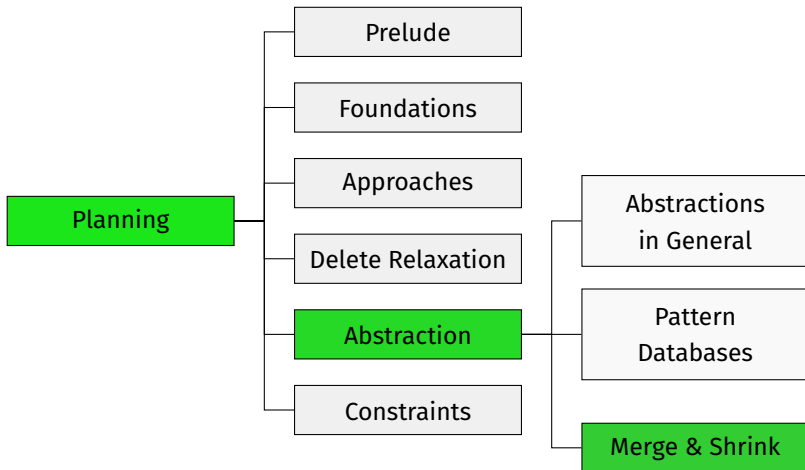 Planning
Prelude
Foundations
Approaches
Delete Relaxation
Abstraction
Constraints
Abstractions
in General
Pattern
Databases
Merge & Shrink